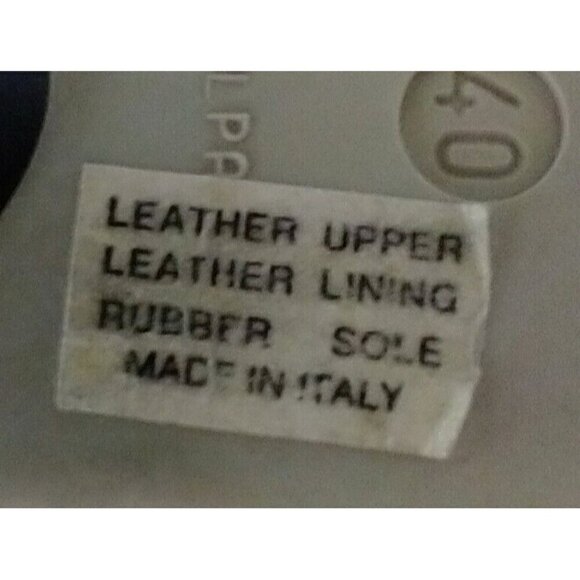 40
LEATHER UPPER
LEATHER LINING
RUBBER SOLE
MADE IN ITALY